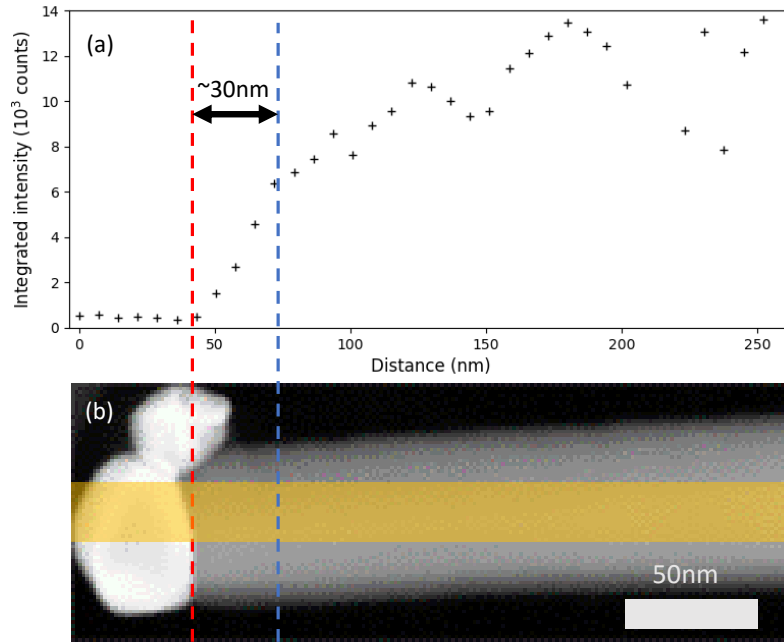 (a)
~30nm
14
12
10
8
6
4
2
0
Integrated intensity (10³ counts)
0 50 100 150 200 250
Distance (nm)
(b)
50nm